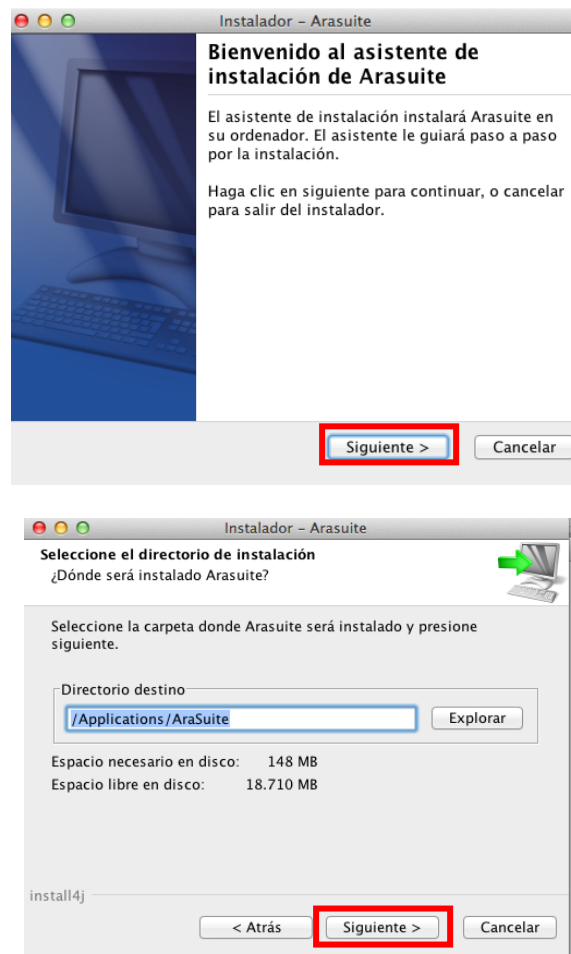 Instalador – Arasuite
Bienvenido al asistente de
instalación de Arasuite
El asistente de instalación instalará Arasuite en
su ordenador. El asistente le guiará paso a paso
por la instalación.
Haga clic en siguiente para continuar, o cancelar
para salir del instalador.
Siguiente >
Cancelar
Instalador – Arasuite
Seleccione el directorio de instalación
¿Dónde será instalado Arasuite?
Seleccione la carpeta donde Arasuite será instalado y presione
siguiente.
Directorio destino
/Applications/AraSuite
Explorar
Espacio necesario en disco: 148 MB
Espacio libre en disco: 18.710 MB
install4j
< Atrás
Siguiente >
Cancelar